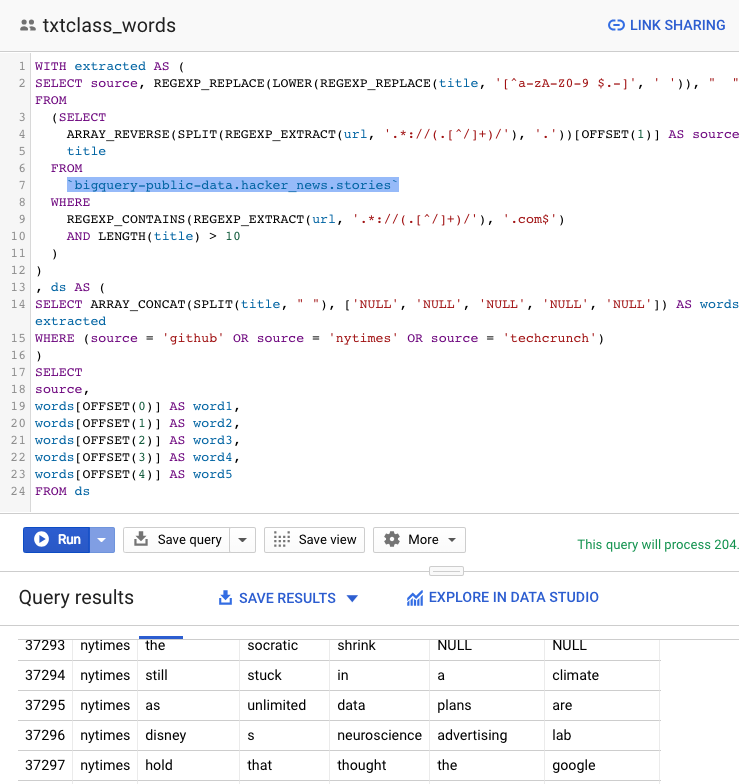 txtclass_words
LINK SHARING
1 WITH extracted AS (
2 SELECT source, REGEXP_REPLACE(LOWER(REGEXP_REPLACE(title, '[^a-zA-Z0-9 $.-]', ' ')), "  "
FROM
3 (SELECT
4 ARRAY_REVERSE(SPLIT(REGEXP_EXTRACT(url, '.*://(.[^/]+)/'), '.'))[OFFSET(1)] AS source
5 title
6 FROM
7 `bigquery-public-data.hacker_news.stories`
8 WHERE
9 REGEXP_CONTAINS(REGEXP_EXTRACT(url, '.*://(.[^/]+)/'), '.com$')
10 AND LENGTH(title) > 10
11 )
12 )
13 , ds AS (
14 SELECT ARRAY_CONCAT(SPLIT(title, " "), ['NULL', 'NULL', 'NULL', 'NULL', 'NULL']) AS words
extracted
15 WHERE (source = 'github' OR source = 'nytimes' OR source = 'techcrunch')
16 )
17 SELECT
18 source,
19 words[OFFSET(0)] AS word1,
20 words[OFFSET(1)] AS word2,
21 words[OFFSET(2)] AS word3,
22 words[OFFSET(3)] AS word4,
23 words[OFFSET(4)] AS word5
24 FROM ds
Run Save query Save view More This query will process 204.
Query results SAVE RESULTS EXPLORE IN DATA STUDIO
37293 nytimes the socratic shrink NULL NULL
37294 nytimes still stuck in a climate
37295 nytimes as unlimited data plans are
37296 nytimes disney s neuroscience advertising lab
37297 nytimes hold that thought the google